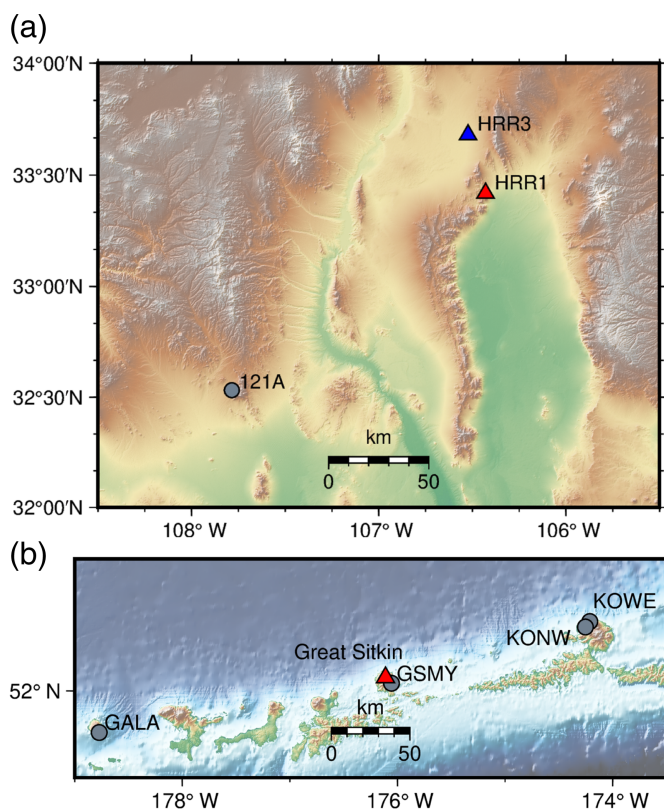 (a)
34°00′N
HRR3
33°30′N
HRR1
33°00′N
32°30′N
121A
km
0 50
32°00′N
108° W 107° W 106° W
(b)
KOWE
KONW
Great Sitkin
GSMY
52° N
km
GALA
0 50
178° W 176° W 174° W